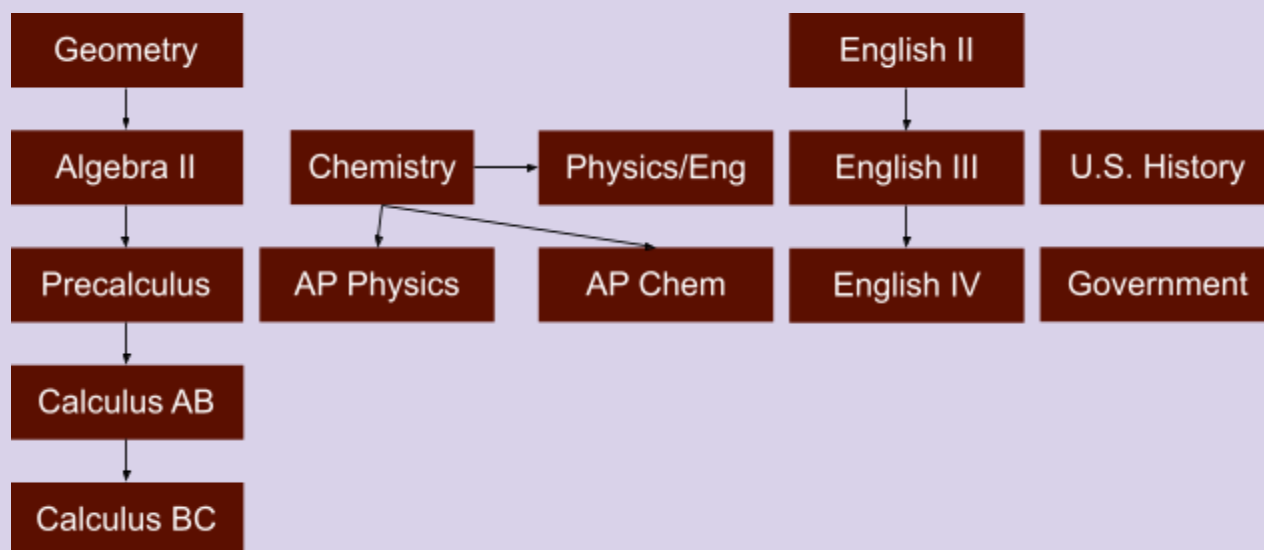 Geometry
English II
Algebra II
Chemistry
Physics/Eng
English III
U.S. History
Precalculus
AP Physics
AP Chem
English IV
Government
Calculus AB
Calculus BC